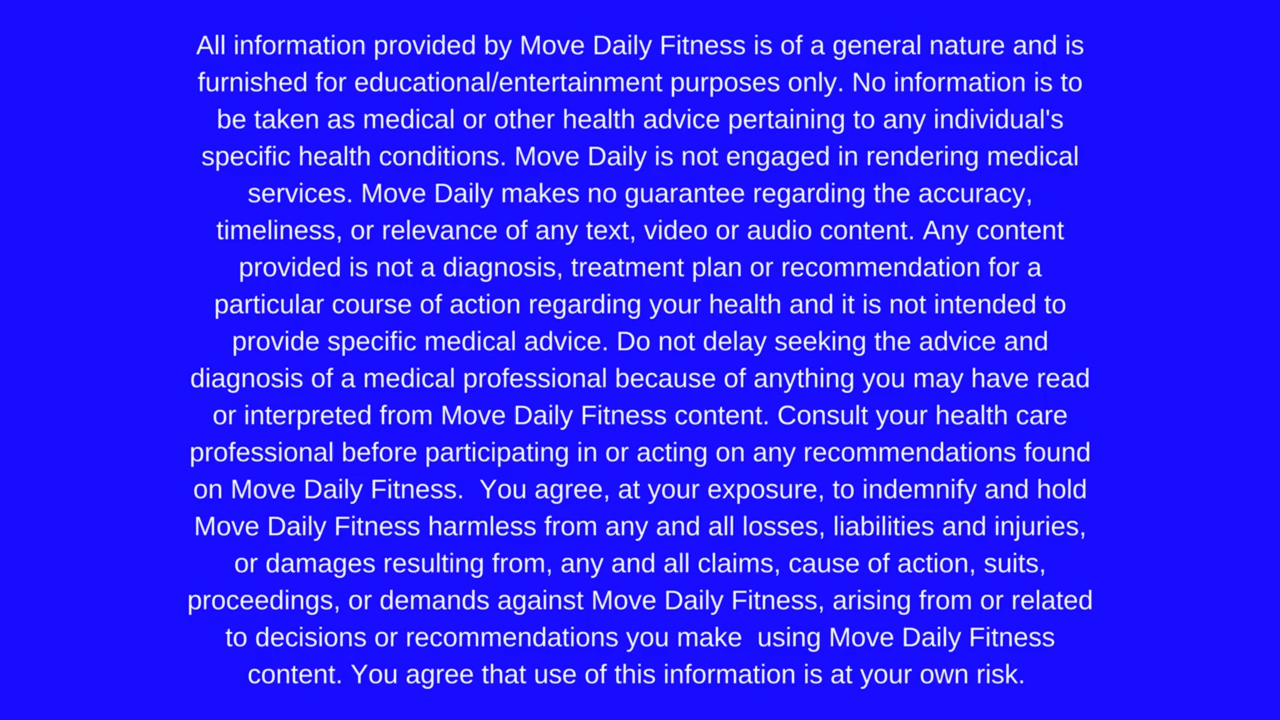 All information provided by Move Daily Fitness is of a general nature and is
furnished for educational/entertainment purposes only. No information is to
be taken as medical or other health advice pertaining to any individual's
specific health conditions. Move Daily is not engaged in rendering medical
services. Move Daily makes no guarantee regarding the accuracy,
timeliness, or relevance of any text, video or audio content. Any content
provided is not a diagnosis, treatment plan or recommendation for a
particular course of action regarding your health and it is not intended to
provide specific medical advice. Do not delay seeking the advice and
diagnosis of a medical professional because of anything you may have read
or interpreted from Move Daily Fitness content. Consult your health care
professional before participating in or acting on any recommendations found
on Move Daily Fitness.  You agree, at your exposure, to indemnify and hold
Move Daily Fitness harmless from any and all losses, liabilities and injuries,
or damages resulting from, any and all claims, cause of action, suits,
proceedings, or demands against Move Daily Fitness, arising from or related
to decisions or recommendations you make  using Move Daily Fitness
content. You agree that use of this information is at your own risk.